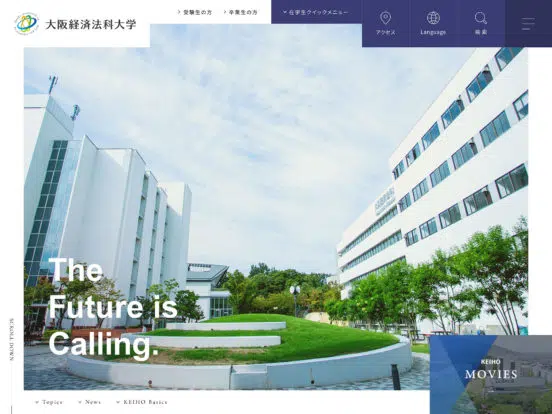 大阪経済法科大学
受験生の方
卒業生の方
在学生クイックメニュー
アクセス
Language
検索
The
Future is
Calling.
SCROLL DOWN
KEIHO
MOVIES
Topics
News
KEIHO Basics